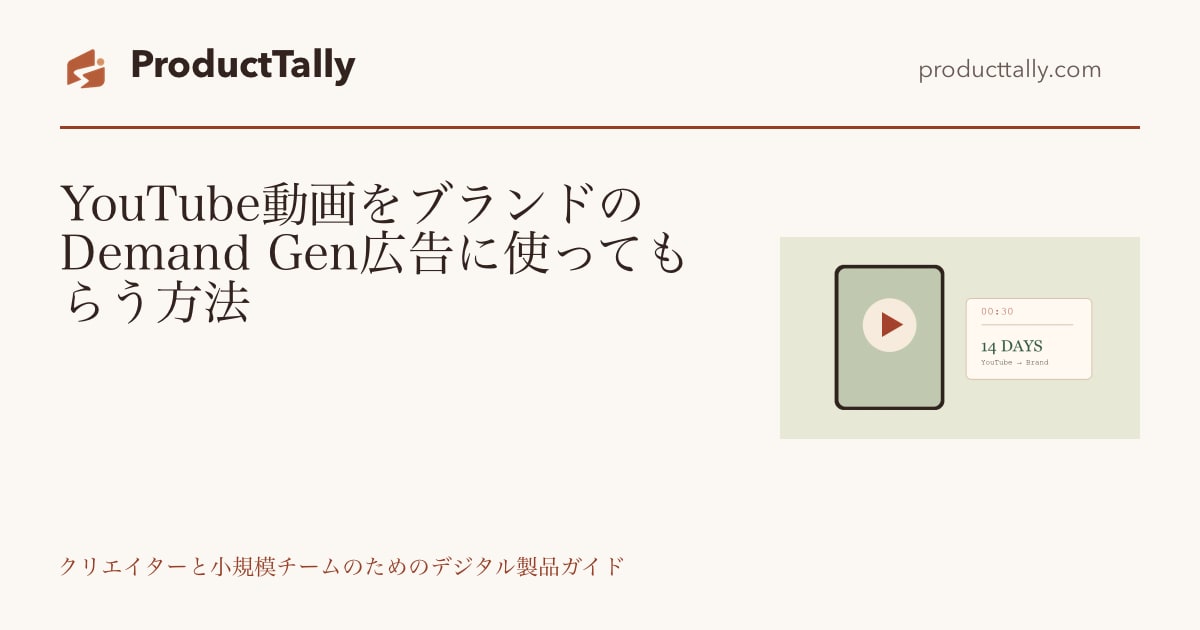 ProductTally
producttally.com
YouTube動画をブランドの
Demand Gen広告に使っても
らう方法
00:30
14 DAYS
YouTube → Brand
クリエイターと小規模チームのためのデジタル製品ガイド